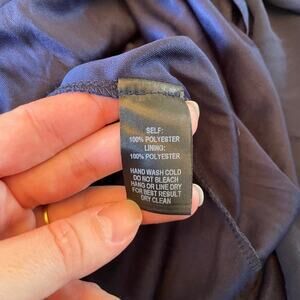 SELF:
100% POLYESTER
LINING:
100% POLYESTER
HAND WASH COLD
DO NOT BLEACH
HANG OR LINE DRY
FOR BEST RESULT
DRY CLEAN